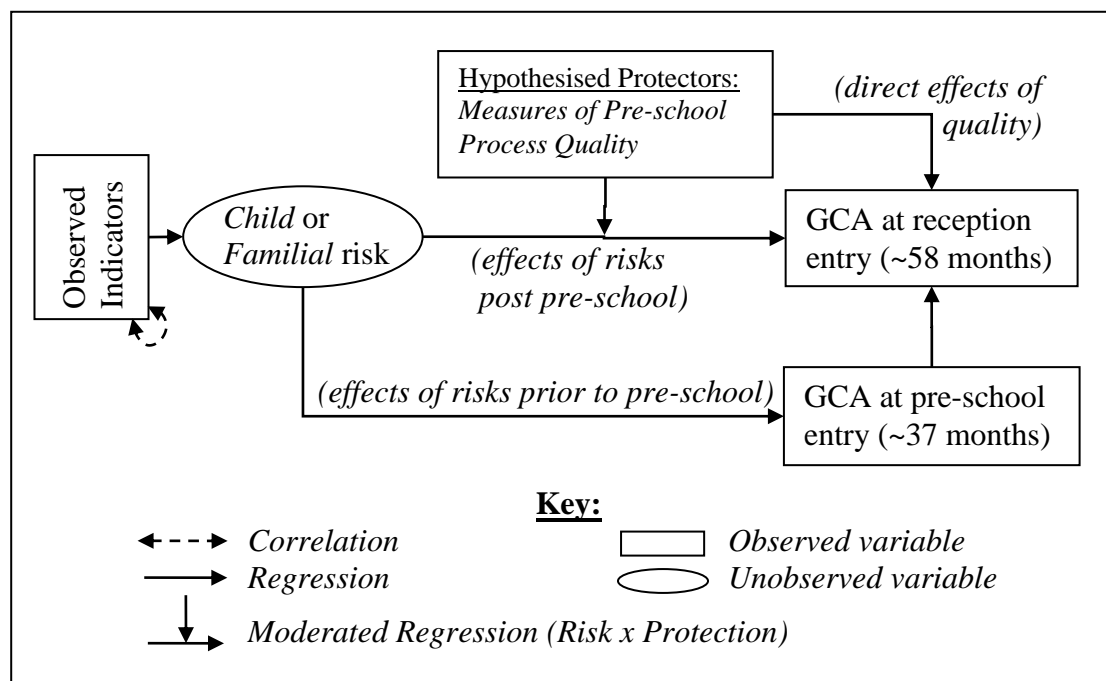 Hypothesised Protectors:
Measures of Pre-school
Process Quality
(direct effects of
quality)
Observed
Indicators
Child or
Familial risk
(effects of risks
post pre-school)
GCA at reception
entry (~58 months)
(effects of risks prior to pre-school)
GCA at pre-school
entry (~37 months)
Key:
Correlation
Observed variable
Regression
Unobserved variable
Moderated Regression (Risk x Protection)